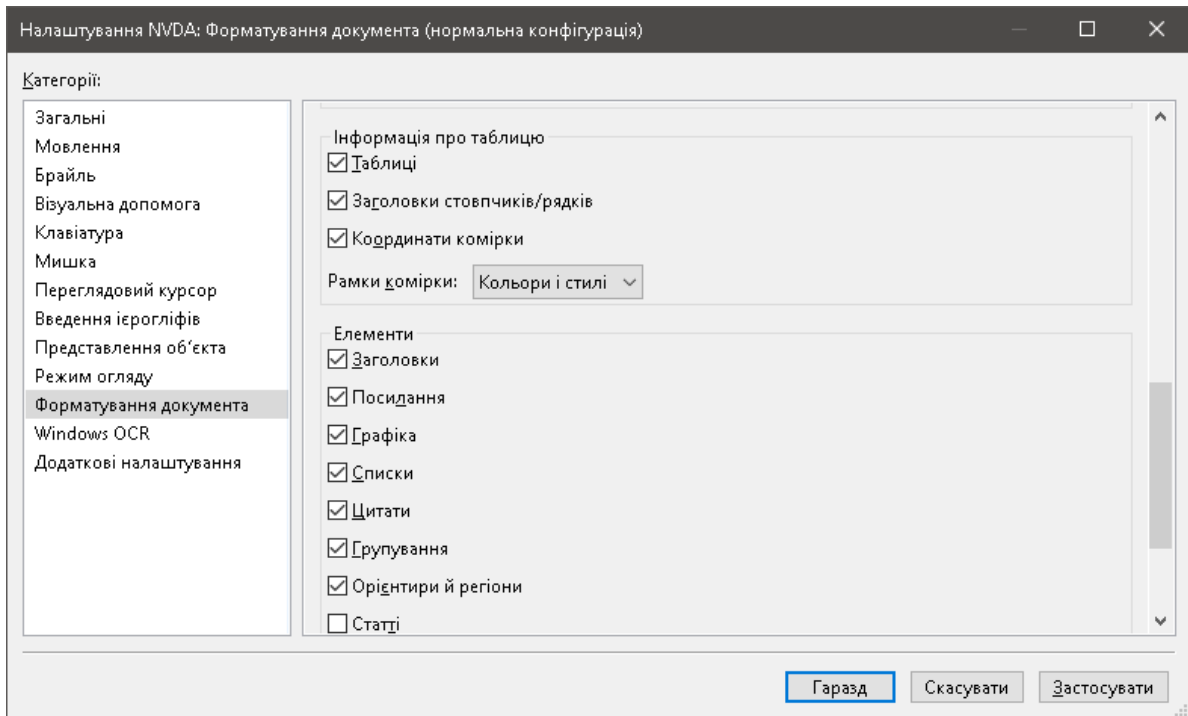 Налаштування NVDA: Форматування документа (нормальна конфігурація)
Категорії:
Загальні
Мовлення
Брайль
Візуальна допомога
Клавіатура
Мишка
Переглядовий курсор
Введення ієрогліфів
Представлення об’єкта
Режим огляду
Форматування документа
Windows OCR
Додаткові налаштування
Інформація про таблицю
Таблиці
Заголовки стовпчиків/рядків
Координати комірки
Рамки комірки: Кольори і стилі
Елементи
Заголовки
Посилання
Графіка
Списки
Цитати
Групування
Орієнтири й регіони
Статті
Гаразд Скасувати Застосувати